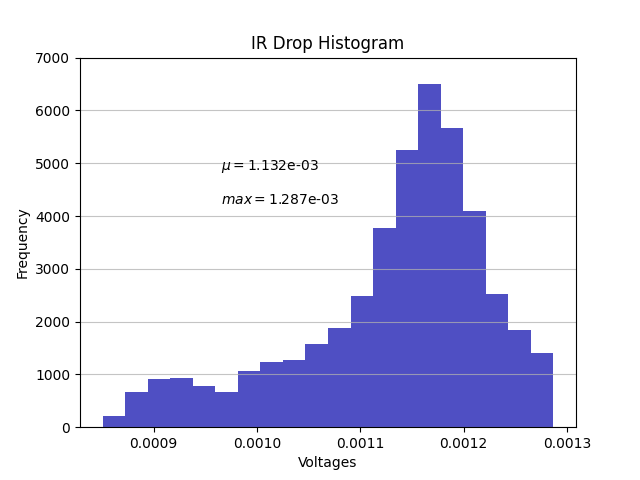 IR Drop Histogram
7000
6000
5000
4000
3000
2000
1000
0
Frequency
μ = 1.132e-03
max = 1.287e-03
0.0009 0.0010 0.0011 0.0012 0.0013
Voltages